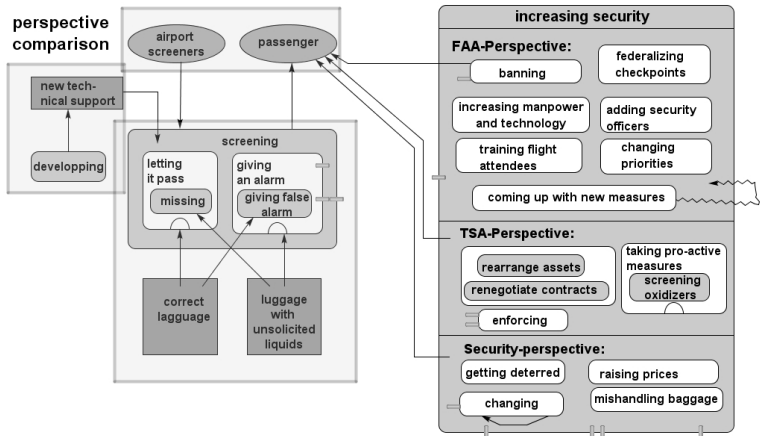 perspective
comparison
airport
screeners
passenger
new tech-
nical support
developping
screening
letting
it pass
missing
giving
an alarm
giving false
alarm
correct
lagguage
luggage
with
unsolicited
liquids
increasing security
FAA-Perspective:
banning
federalizing
checkpoints
increasing manpower
and technology
adding security
officers
training flight
attendees
changing
priorities
coming up with new measures
TSA-Perspective:
rearrange assets
renegotiate contracts
enforcing
taking pro-active
measures
screening
oxidizers
Security-perspective:
getting deterred
raising prices
changing
mishandling baggage